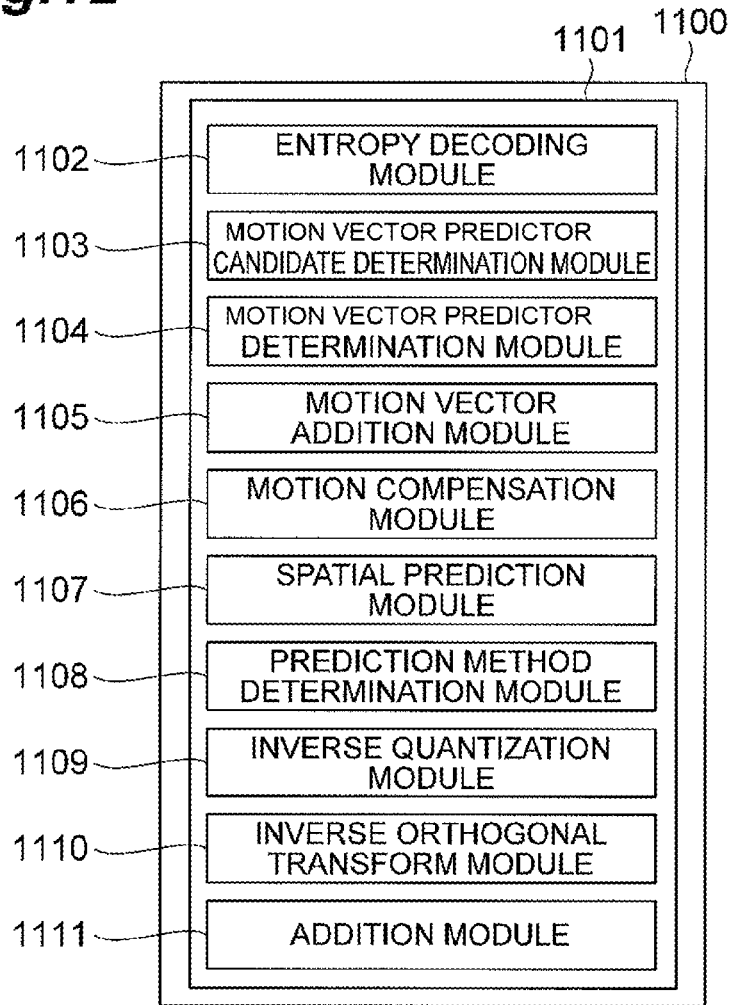 1100
1101
1102
ENTROPY DECODING
MODULE
1103
MOTION VECTOR PREDICTOR
CANDIDATE DETERMINATION MODULE
1104
MOTION VECTOR PREDICTOR
DETERMINATION MODULE
1105
MOTION VECTOR
ADDITION MODULE
1106
MOTION COMPENSATION
MODULE
1107
SPATIAL PREDICTION
MODULE
1108
PREDICTION METHOD
DETERMINATION MODULE
1109
INVERSE QUANTIZATION
MODULE
1110
INVERSE ORTHOGONAL
TRANSFORM MODULE
1111
ADDITION MODULE